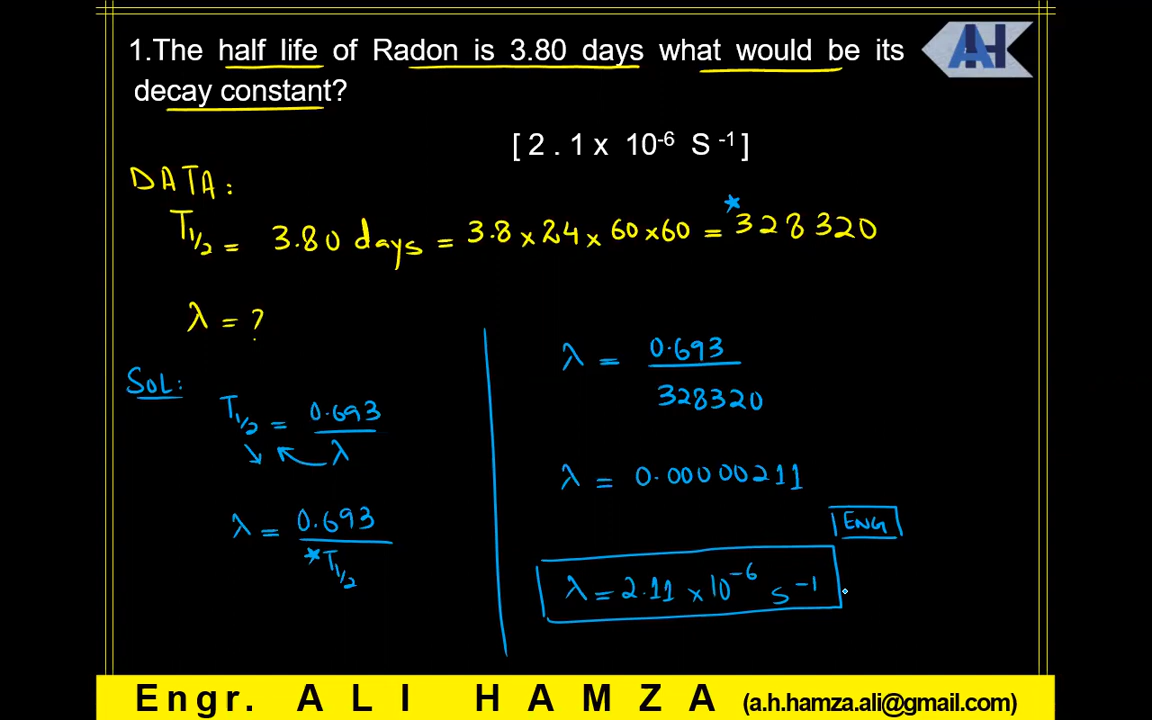 1.The half life of Radon is 3.80 days what would be its
decay constant?
[ 2 . 1 x 10⁻⁶ S ⁻¹ ]
AH
DATA:
T₁/₂ = 3.80 days = 3.8 × 24 × 60 × 60 = *328320
λ = ?
SOL:
T₁/₂ = 0.693 / λ
λ = 0.693 / *T₁/₂
λ = 0.693 / 328320
λ = 0.00000211
ENG
λ = 2.11 × 10⁻⁶ s⁻¹
Engr. ALI HAMZA (a.h.hamza.ali@gmail.com)